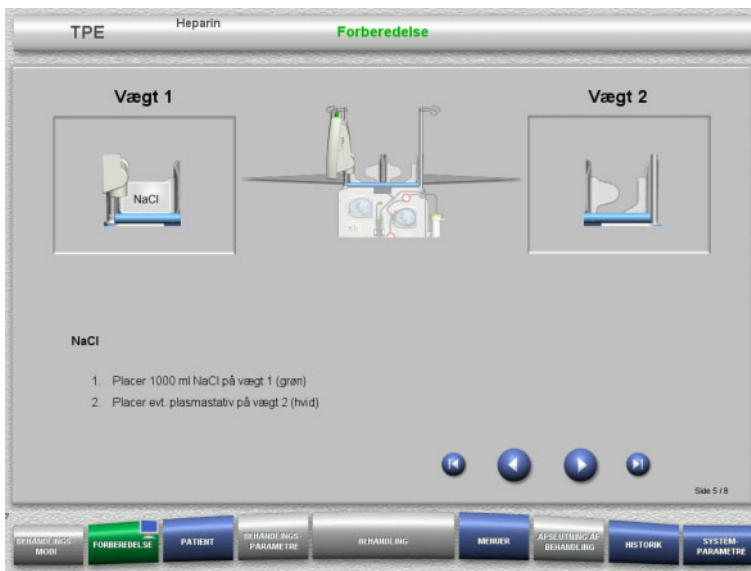 TPE
Heparin
Forberedelse
Vægt 1
Vægt 2
NaCl
NaCl
1. Placer 1000 ml NaCl på vægt 1 (grøn)
2. Placer evt. plasmastativ på vægt 2 (hvid)
Side 5 / 8
BEHANDLINGS-
MODI
FORBEREDELSE
PATIENT
BEHANDLINGS-
PARAMETRE
BEHANDLING
MENUER
AFSLUTNING AF
BEHANDLING
HISTORIK
SYSTEM-
PARAMETRE